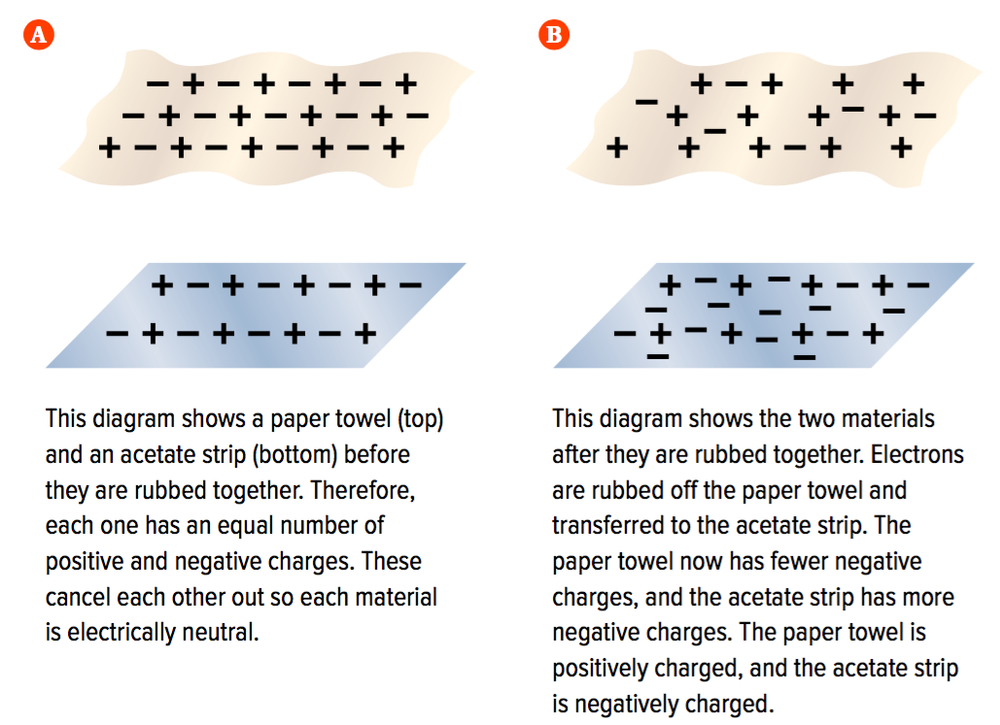 A
− + − + − + − +
− + − + − + − + −
+ − + − + − + − +
+ − + − + − + −
− + − + − + − +
This diagram shows a paper towel (top)
and an acetate strip (bottom) before
they are rubbed together. Therefore,
each one has an equal number of
positive and negative charges. These
cancel each other out so each material
is electrically neutral.
B
+ − + + +
− + − + + − + −
+ + + − + +
+ − + − + − + −
− − − − −
− + − + − + − +
− −
This diagram shows the two materials
after they are rubbed together. Electrons
are rubbed off the paper towel and
transferred to the acetate strip. The
paper towel now has fewer negative
charges, and the acetate strip has more
negative charges. The paper towel is
positively charged, and the acetate strip
is negatively charged.